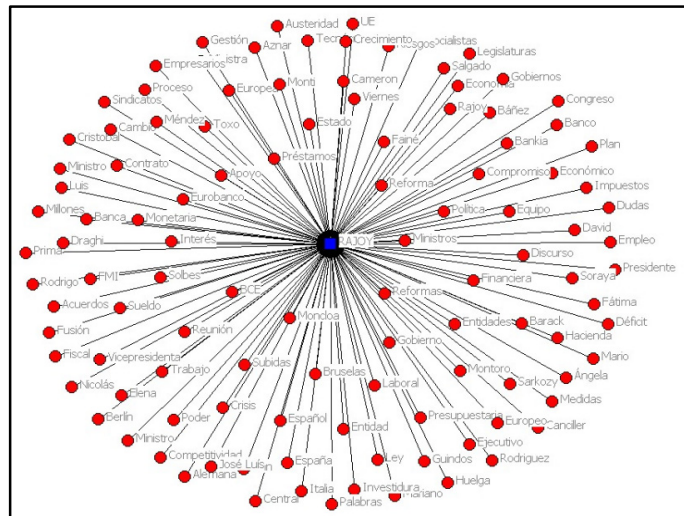 Austeridad
UE
Gestión
Aznar
Crecimiento
Legislaturas
Empresarios
Monti
Cameron
Salgado
Economía
Gobiernos
Proceso
Europea
Viernes
Sindicatos
Rajoy
Báñez
Congreso
Cambio
Méndez
Toxo
Estado
Banco
Cristóbal
Fainé
Bankia
Plan
Ministro
Contrato
Préstamos
Compromiso
Económico
Luis
Apoyo
Reforma
Impuestos
Millones
Eurobanco
Política
Equipo
Dudas
Banca
Monetaria
David
Prima
Draghi
Interés
RAJOY
Ministros
Empleo
Discurso
Rodrigo
FMI
Solbes
Financiera
Soraya
Presidente
Acuerdos
Sueldo
BCE
Reformas
Fátima
Fusión
Reunión
Moncloa
Entidades
Barack
Déficit
Fiscal
Vicepresidenta
Gobierno
Hacienda
Trabajo
Subidas
Mario
Nicolás
Elena
Bruselas
Laboral
Montoro
Sarkozy
Ángela
Berlín
Poder
Crisis
Español
Entidad
Presupuestaria
Europeo
Medidas
Ministro
Canciller
Competitividad
José Luís
España
Ley
Guindos
Ejecutivo
Rodriguez
Alemana
Italia
Investidura
Huelga
Central
Palabras
Mariano